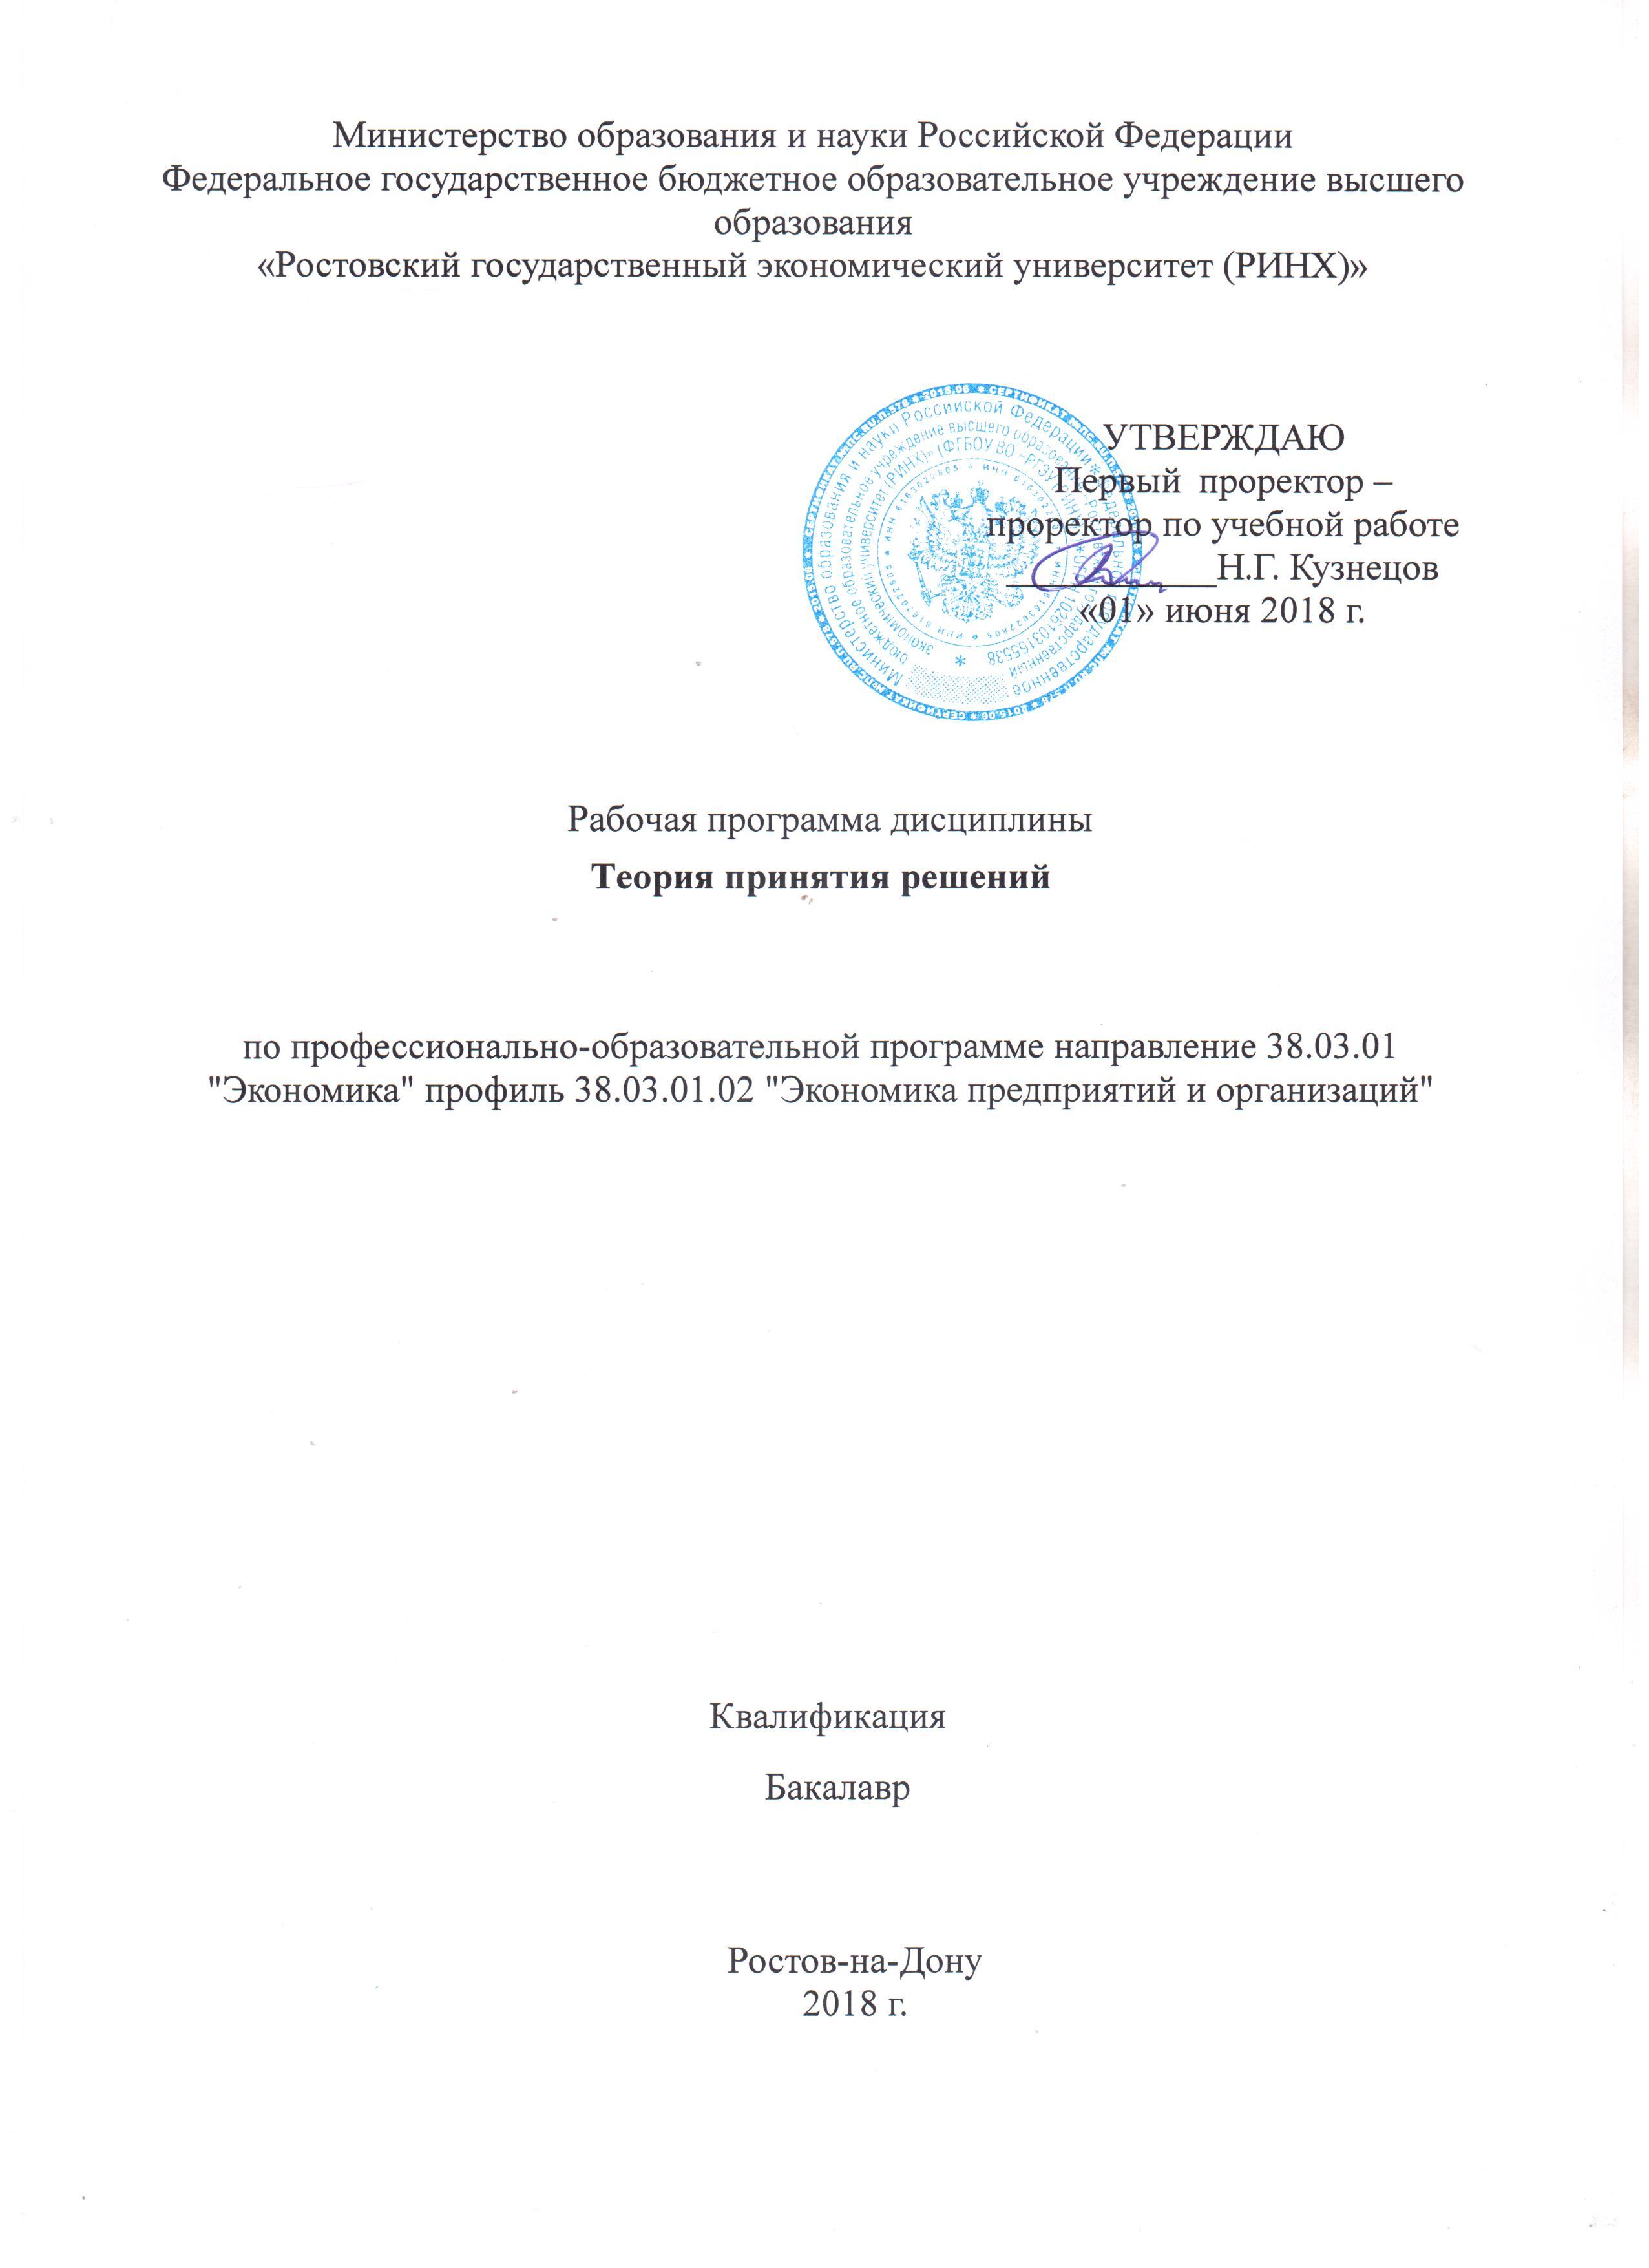 Министерство образования и науки Российской Федерации
Федеральное государственное бюджетное образовательное учреждение высшего
образования
«Ростовский государственный экономический университет (РИНХ)»
УТВЕРЖДАЮ
Первый проректор –
проректор по учебной работе
____________Н.Г. Кузнецов
«01» июня 2018 г.
Рабочая программа дисциплины
Теория принятия решений
по профессионально-образовательной программе направление 38.03.01
"Экономика" профиль 38.03.01.02 "Экономика предприятий и организаций"
Квалификация
Бакалавр
Ростов-на-Дону
2018 г.